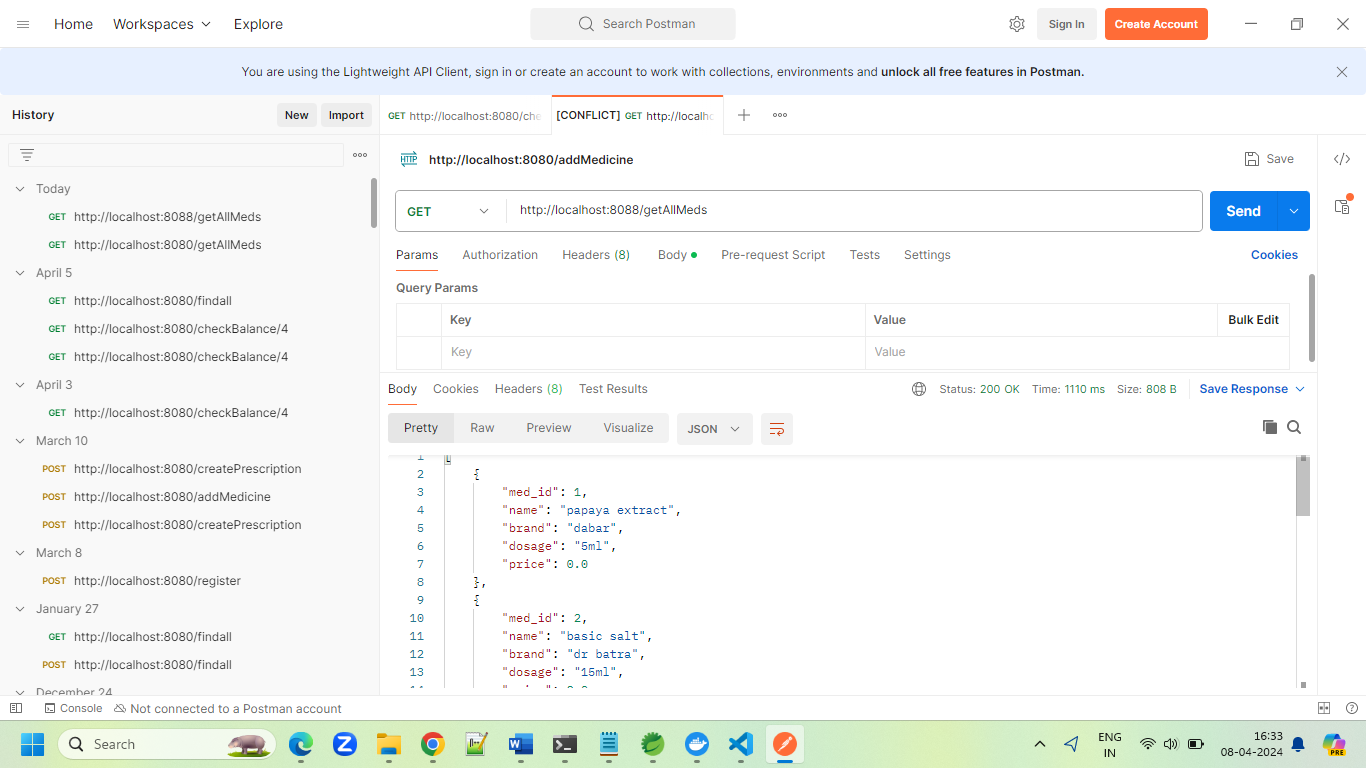 Home Workspaces Explore Search Postman Sign In Create Account
You are using the Lightweight API Client, sign in or create an account to work with collections, environments and unlock all free features in Postman.
History New Import
GET http://localhost:8080/che [CONFLICT] GET http://localho
HTTP http://localhost:8080/addMedicine Save
Today
GET http://localhost:8088/getAllMeds
GET http://localhost:8080/getAllMeds
April 5
GET http://localhost:8080/findall
GET http://localhost:8080/checkBalance/4
GET http://localhost:8080/checkBalance/4
April 3
GET http://localhost:8080/checkBalance/4
March 10
POST http://localhost:8080/createPrescription
POST http://localhost:8080/addMedicine
POST http://localhost:8080/createPrescription
March 8
POST http://localhost:8080/register
January 27
GET http://localhost:8080/findall
POST http://localhost:8080/findall
December 24
GET http://localhost:8088/getAllMeds Send
Params Authorization Headers (8) Body Pre-request Script Tests Settings Cookies
Query Params
Key Value Bulk Edit
Key Value
Body Cookies Headers (8) Test Results Status: 200 OK Time: 1110 ms Size: 808 B Save Response
Pretty Raw Preview Visualize JSON
1 [
2 {
3 "med_id": 1,
4 "name": "papaya extract",
5 "brand": "dabar",
6 "dosage": "5ml",
7 "price": 0.0
8 },
9 {
10 "med_id": 2,
11 "name": "basic salt",
12 "brand": "dr batra",
13 "dosage": "15ml",
Console Not connected to a Postman account
Search
ENG
IN
16:33
08-04-2024
PRE